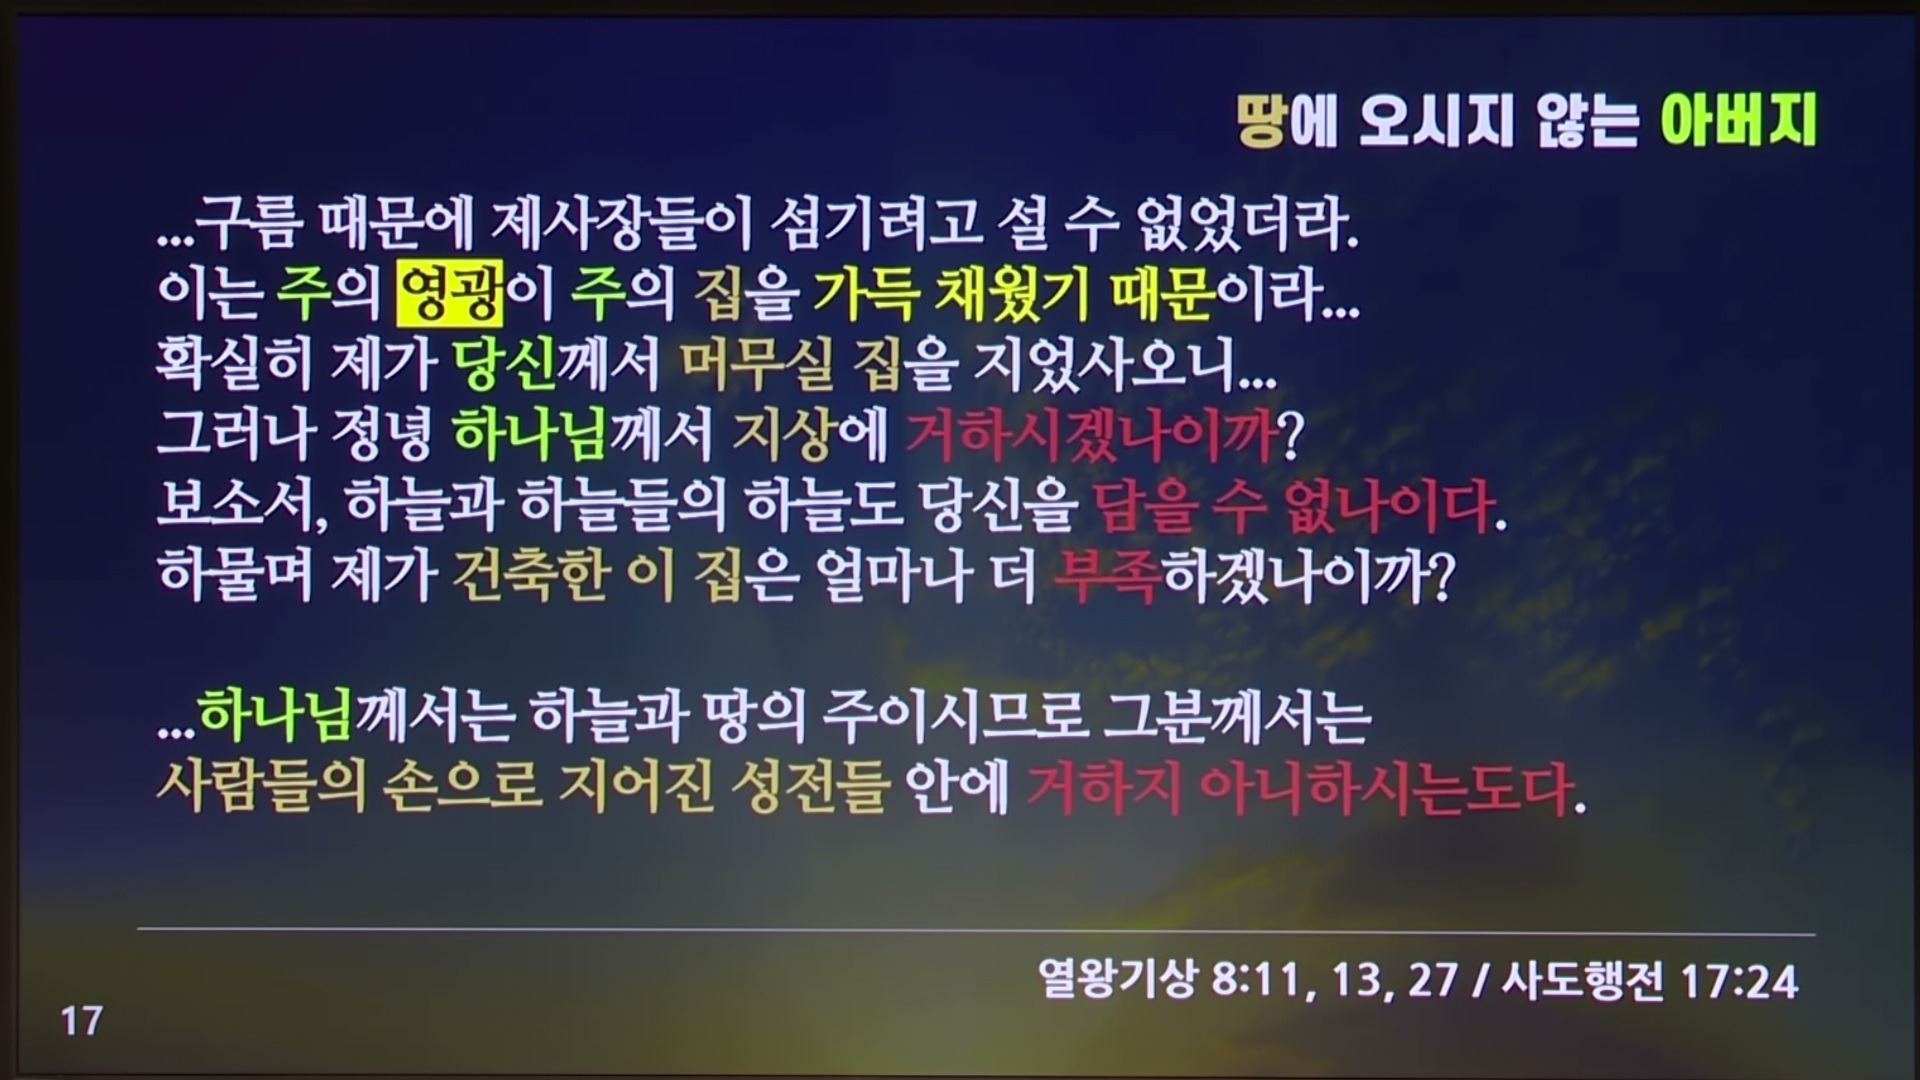 땅에 오시지 않는 아버지
...구름 때문에 제사장들이 섬기려고 설 수 없었더라.
이는 주의 영광이 주의 집을 가득 채웠기 때문이라...
확실히 제가 당신께서 머무실 집을 지었사오니...
그러나 정녕 하나님께서 지상에 거하시겠나이까?
보소서, 하늘과 하늘들의 하늘도 당신을 담을 수 없나이다.
하물며 제가 건축한 이 집은 얼마나 더 부족하겠나이까?
...하나님께서는 하늘과 땅의 주이시므로 그분께서는
사람들의 손으로 지어진 성전들 안에 거하지 아니하시는도다.
열왕기상 8:11, 13, 27 / 사도행전 17:24
17